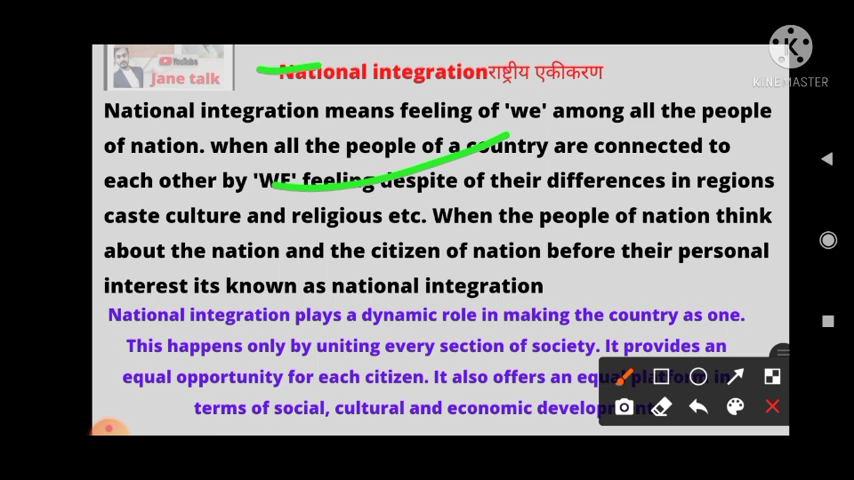 YouTube
Jane talk
National integrationराष्ट्रीय एकीकरण
K
KINEMASTER
National integration means feeling of 'we' among all the people
of nation. when all the people of a country are connected to
each other by 'WE' feeling despite of their differences in regions
caste culture and religious etc. When the people of nation think
about the nation and the citizen of nation before their personal
interest its known as national integration
National integration plays a dynamic role in making the country as one.
This happens only by uniting every section of society. It provides an
equal opportunity for each citizen. It also offers an equal platform in
terms of social, cultural and economic development